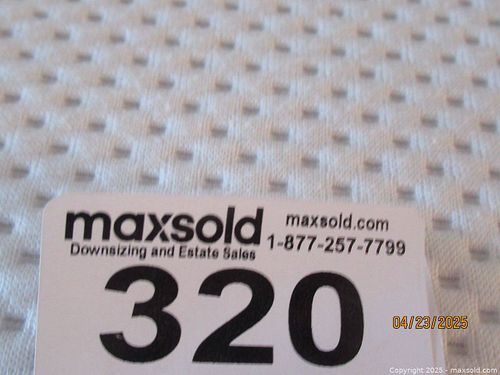 maxsold
Downsizing and Estate Sales
maxsold.com
1-877-257-7799
320
04/23/2025
Copyright 2025 - maxsold.com